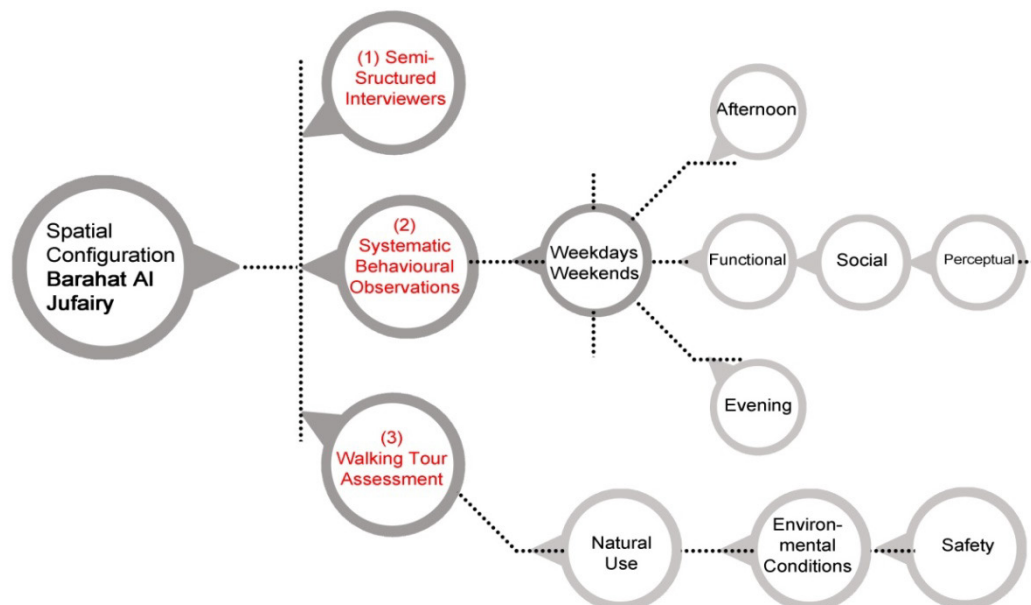 Spatial
Configuration
Barahat Al
Jufairy
(1) Semi-
Sructured
Interviewers
(2)
Systematic
Behavioural
Observations
Weekdays
Weekends
Afternoon
Functional
Social
Perceptual
Evening
(3)
Walking Tour
Assessment
Natural
Use
Environ-
mental
Conditions
Safety